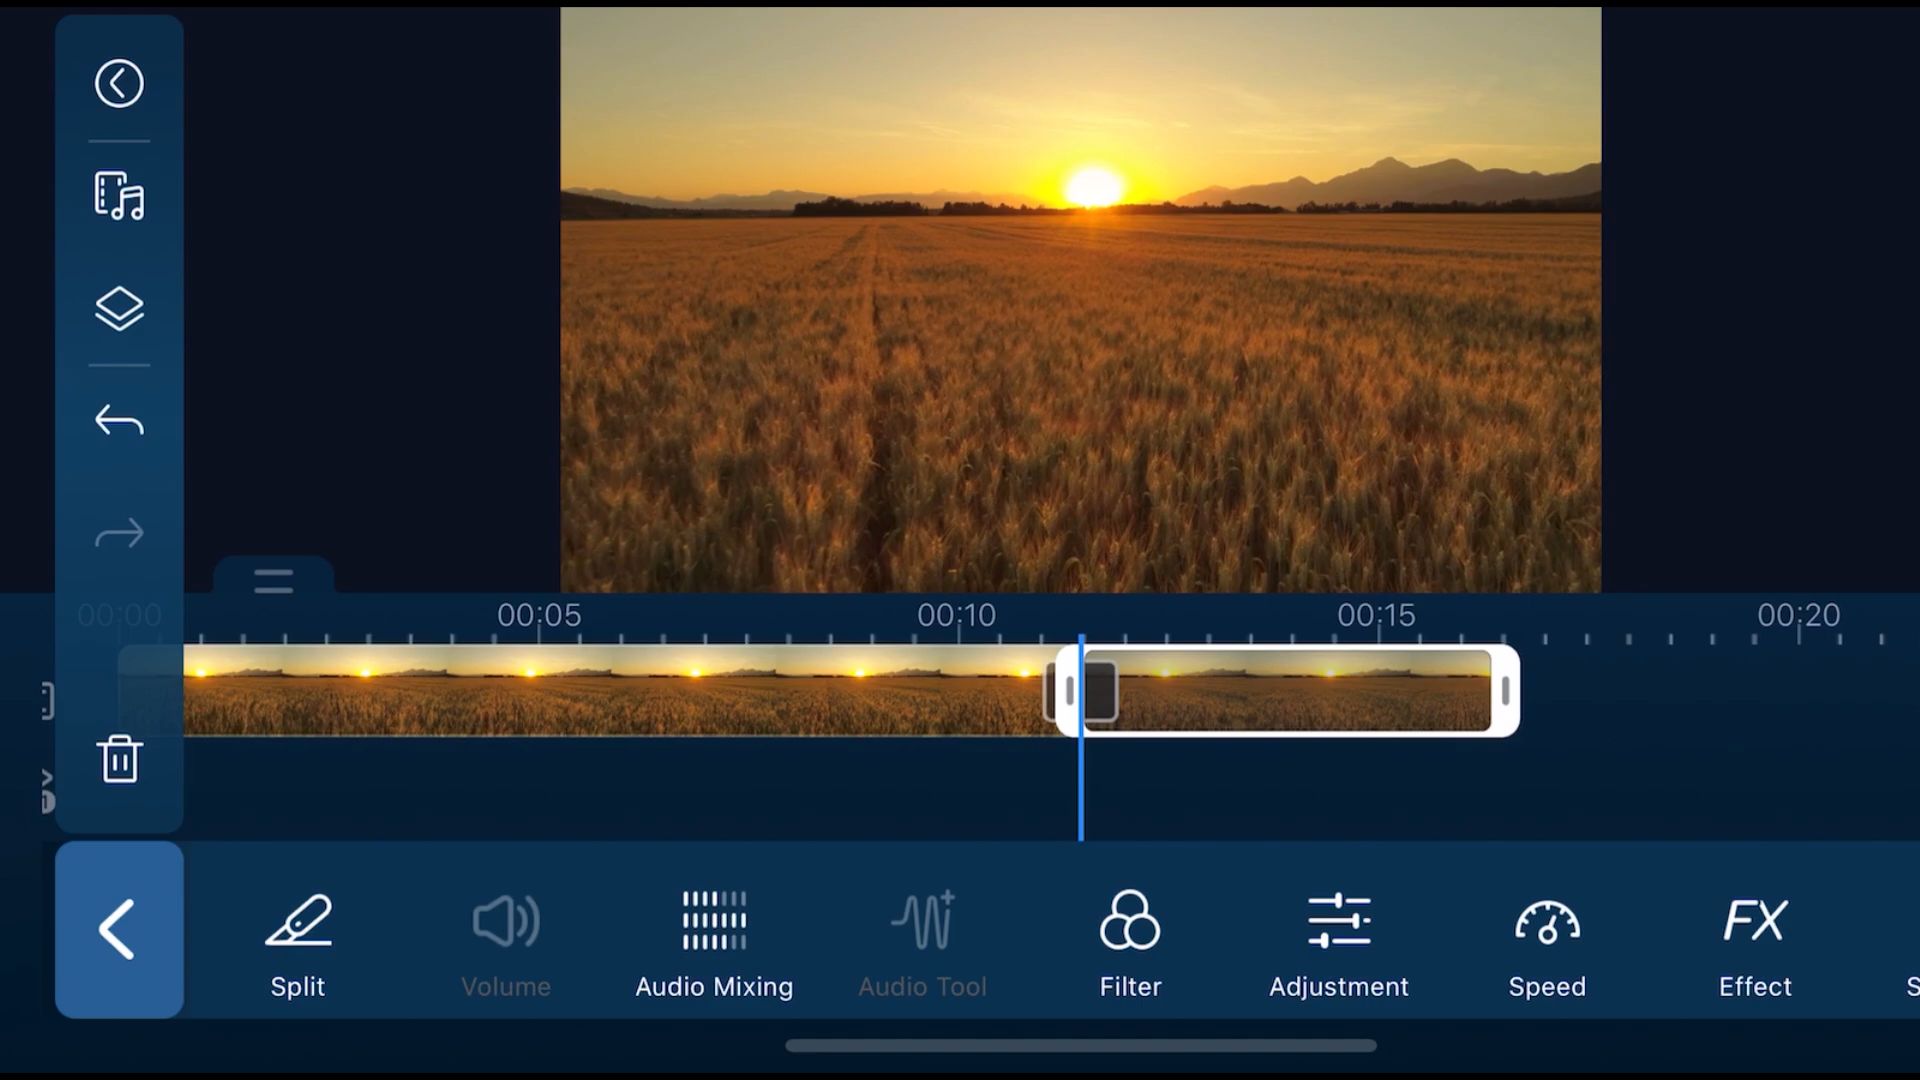 00:00 00:05 00:10 00:15 00:20
Split Volume Audio Mixing Audio Tool Filter Adjustment Speed FX Effect S